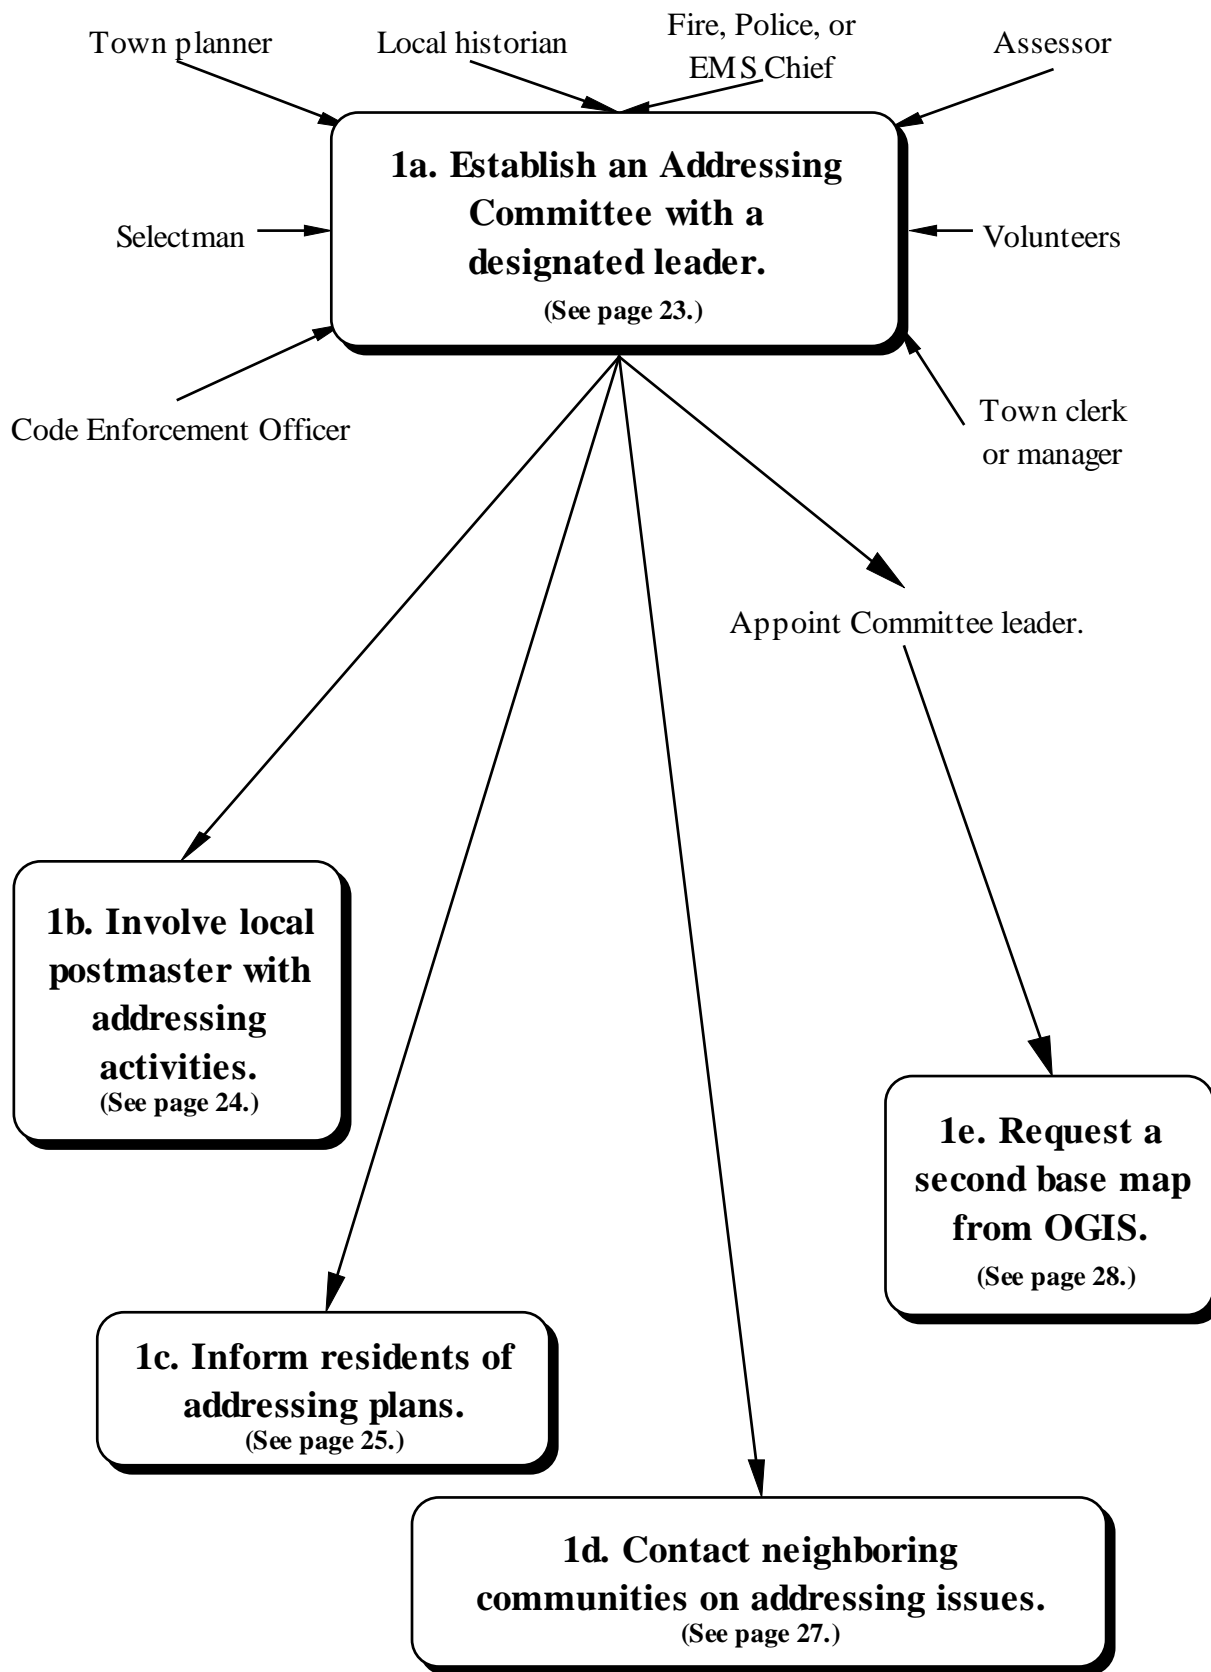 Town planner
Local historian
Fire, Police, or
EMS Chief
Assessor
1a. Establish an Addressing
Committee with a
designated leader.
(See page 23.)
Selectman
Volunteers
Code Enforcement Officer
Town clerk
or manager
Appoint Committee leader.
1b. Involve local
postmaster with
addressing
activities.
(See page 24.)
1e. Request a
second base map
from OGIS.
(See page 28.)
1c. Inform residents of
addressing plans.
(See page 25.)
1d. Contact neighboring
communities on addressing issues.
(See page 27.)